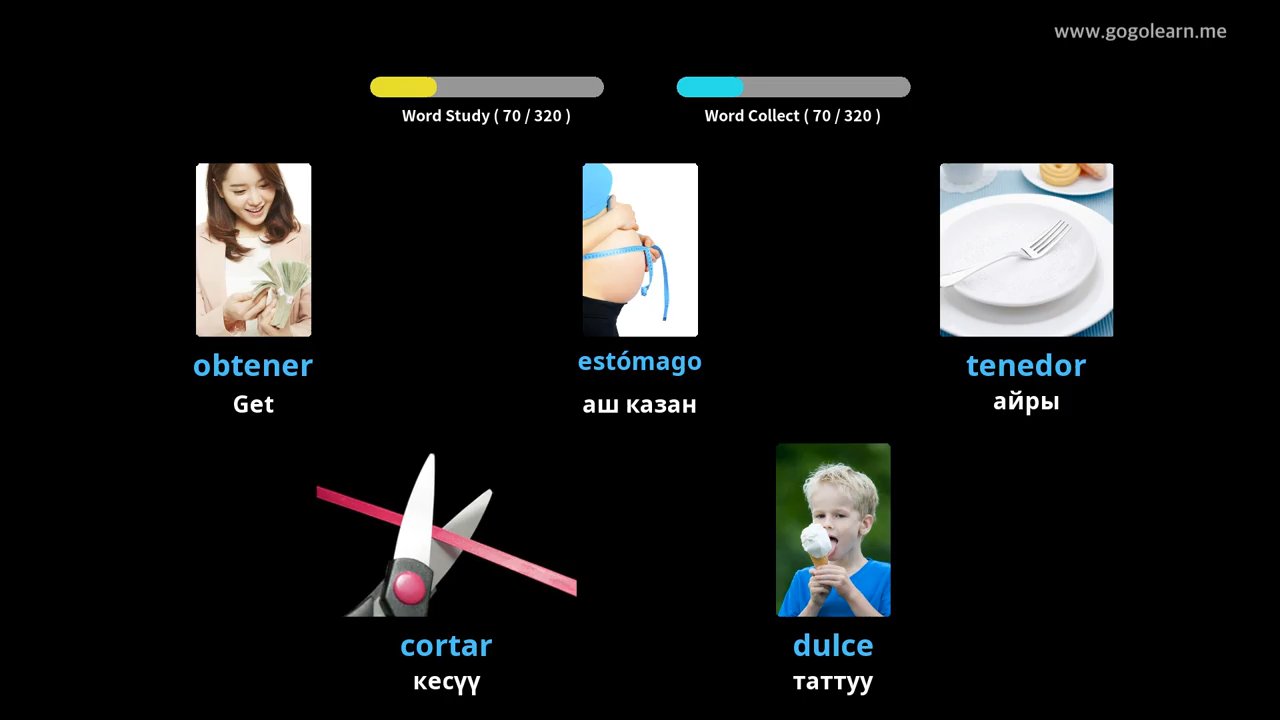 www.gogolearn.me
Word Study ( 70 / 320 )
Word Collect ( 70 / 320 )
obtener
Get
estómago
аш казан
tenedor
айры
cortar
кесүү
dulce
таттуу